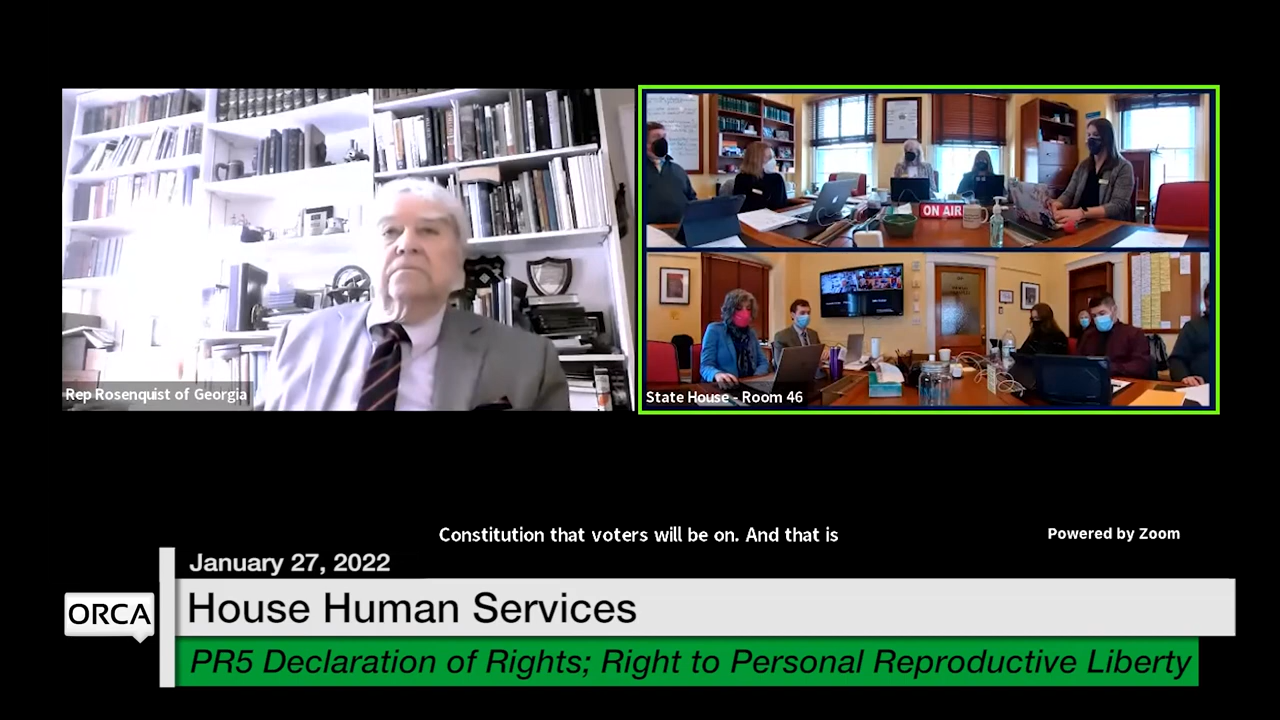 ON AIR
Rep Rosenquist of Georgia
State House - Room 46
Constitution that voters will be on. And that is
Powered by Zoom
January 27, 2022
ORCA
House Human Services
PR5 Declaration of Rights; Right to Personal Reproductive Liberty